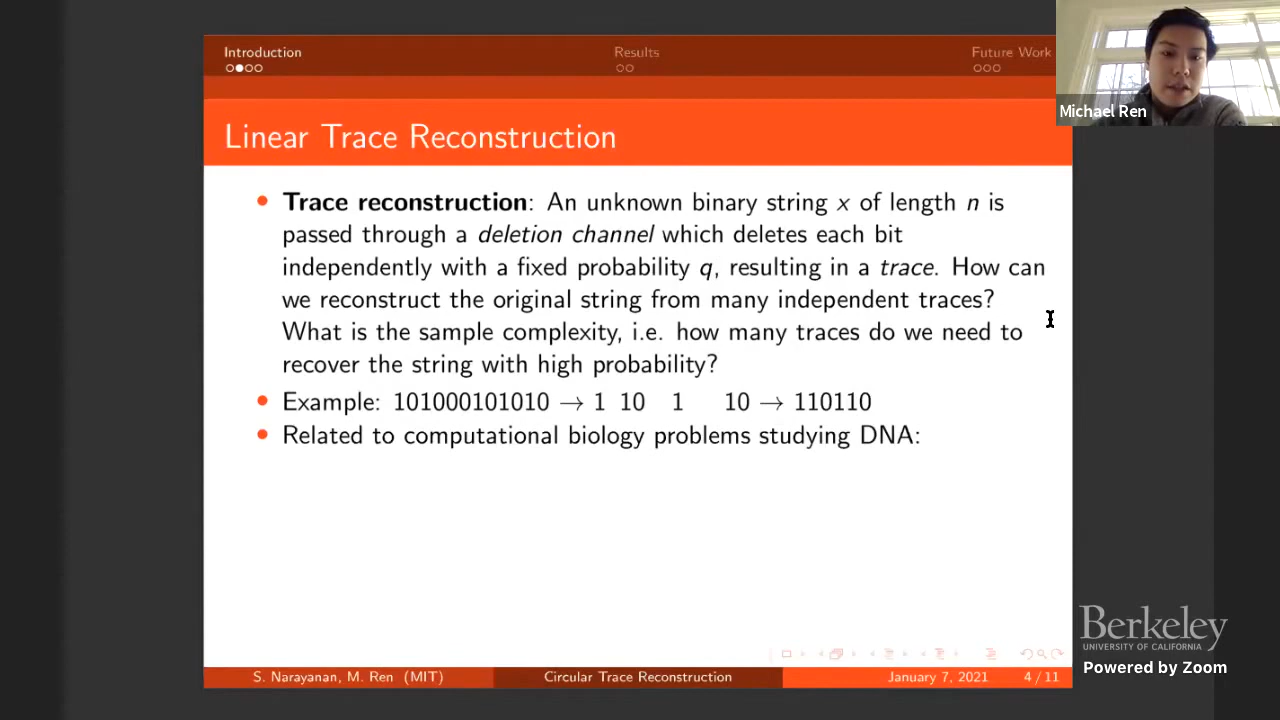 Introduction Results Future Work
Michael Ren
Linear Trace Reconstruction
• Trace reconstruction: An unknown binary string x of length n is
passed through a deletion channel which deletes each bit
independently with a fixed probability q, resulting in a trace. How can
we reconstruct the original string from many independent traces?
What is the sample complexity, i.e. how many traces do we need to
recover the string with high probability?
• Example: 101000101010 → 1 10 1 10 → 110110
• Related to computational biology problems studying DNA:
Berkeley
UNIVERSITY OF CALIFORNIA
Powered by Zoom
S. Narayanan, M. Ren (MIT) Circular Trace Reconstruction January 7, 2021 4 / 11